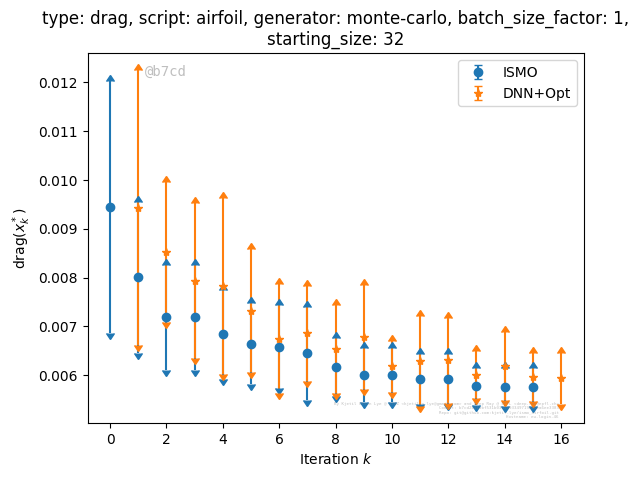 type: drag, script: airfoil, generator: monte-carlo, batch_size_factor: 1,
starting_size: 32
@b7cd
ISMO
DNN+Opt
0.012
0.011
0.010
0.009
0.008
0.007
0.006
drag(x*k)
0 2 4 6 8 10 12 14 16
Iteration k